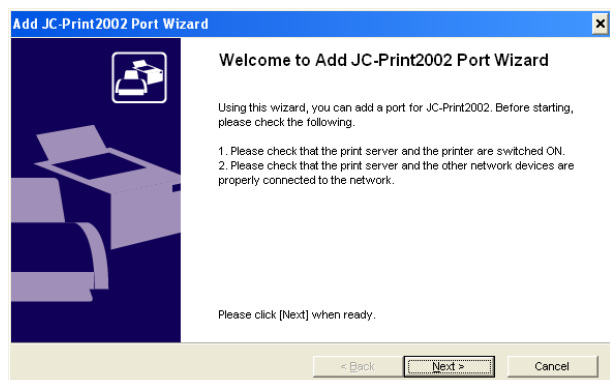 Add JC-Print2002 Port Wizard
Welcome to Add JC-Print2002 Port Wizard
Using this wizard, you can add a port for JC-Print2002. Before starting,
please check the following.
1. Please check that the print server and the printer are switched ON.
2. Please check that the print server and the other network devices are
properly connected to the network.
Please click [Next] when ready.
< Back
Next >
Cancel